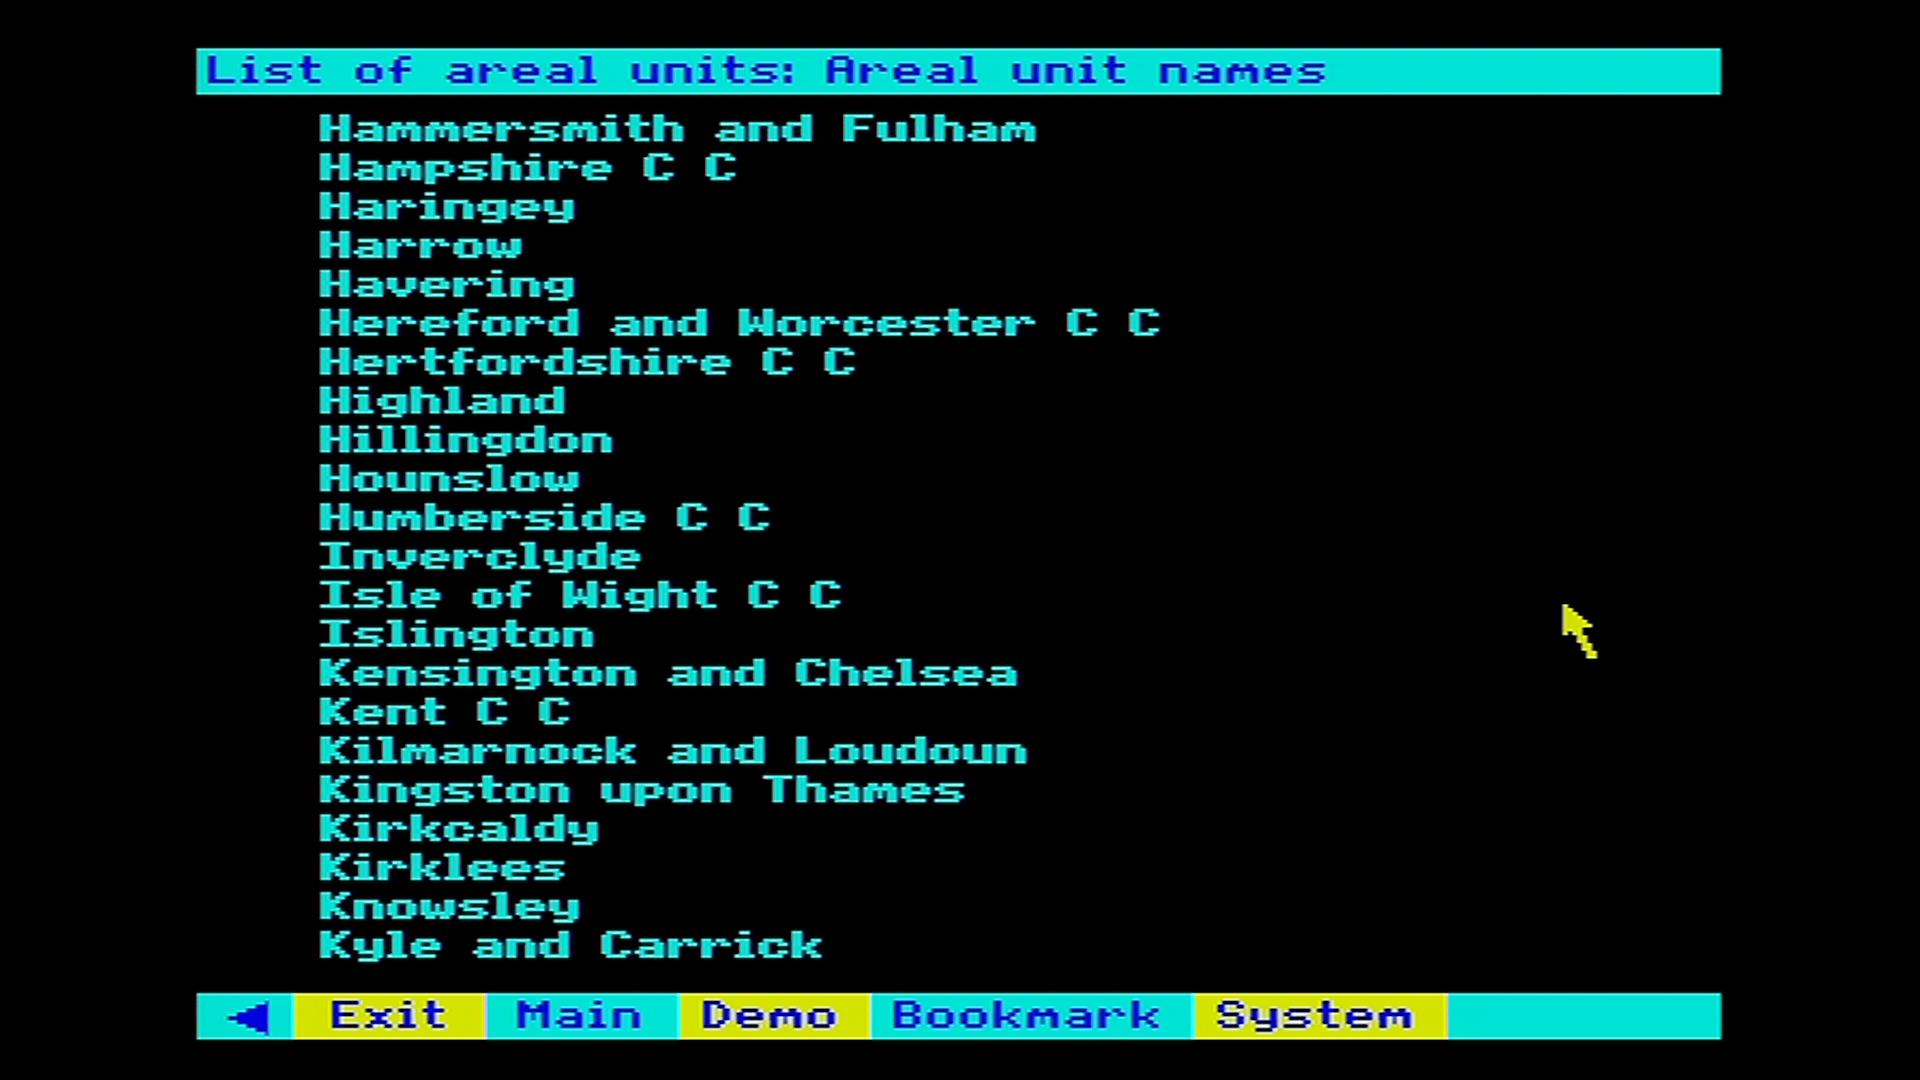 List of areal units: Areal unit names
Hammersmith and Fulham
Hampshire C C
Haringey
Harrow
Havering
Hereford and Worcester C C
Hertfordshire C C
Highland
Hillingdon
Hounslow
Humberside C C
Inverclyde
Isle of Wight C C
Islington
Kensington and Chelsea
Kent C C
Kilmarnock and Loudoun
Kingston upon Thames
Kirkcaldy
Kirklees
Knowsley
Kyle and Carrick
Exit Main Demo Bookmark System